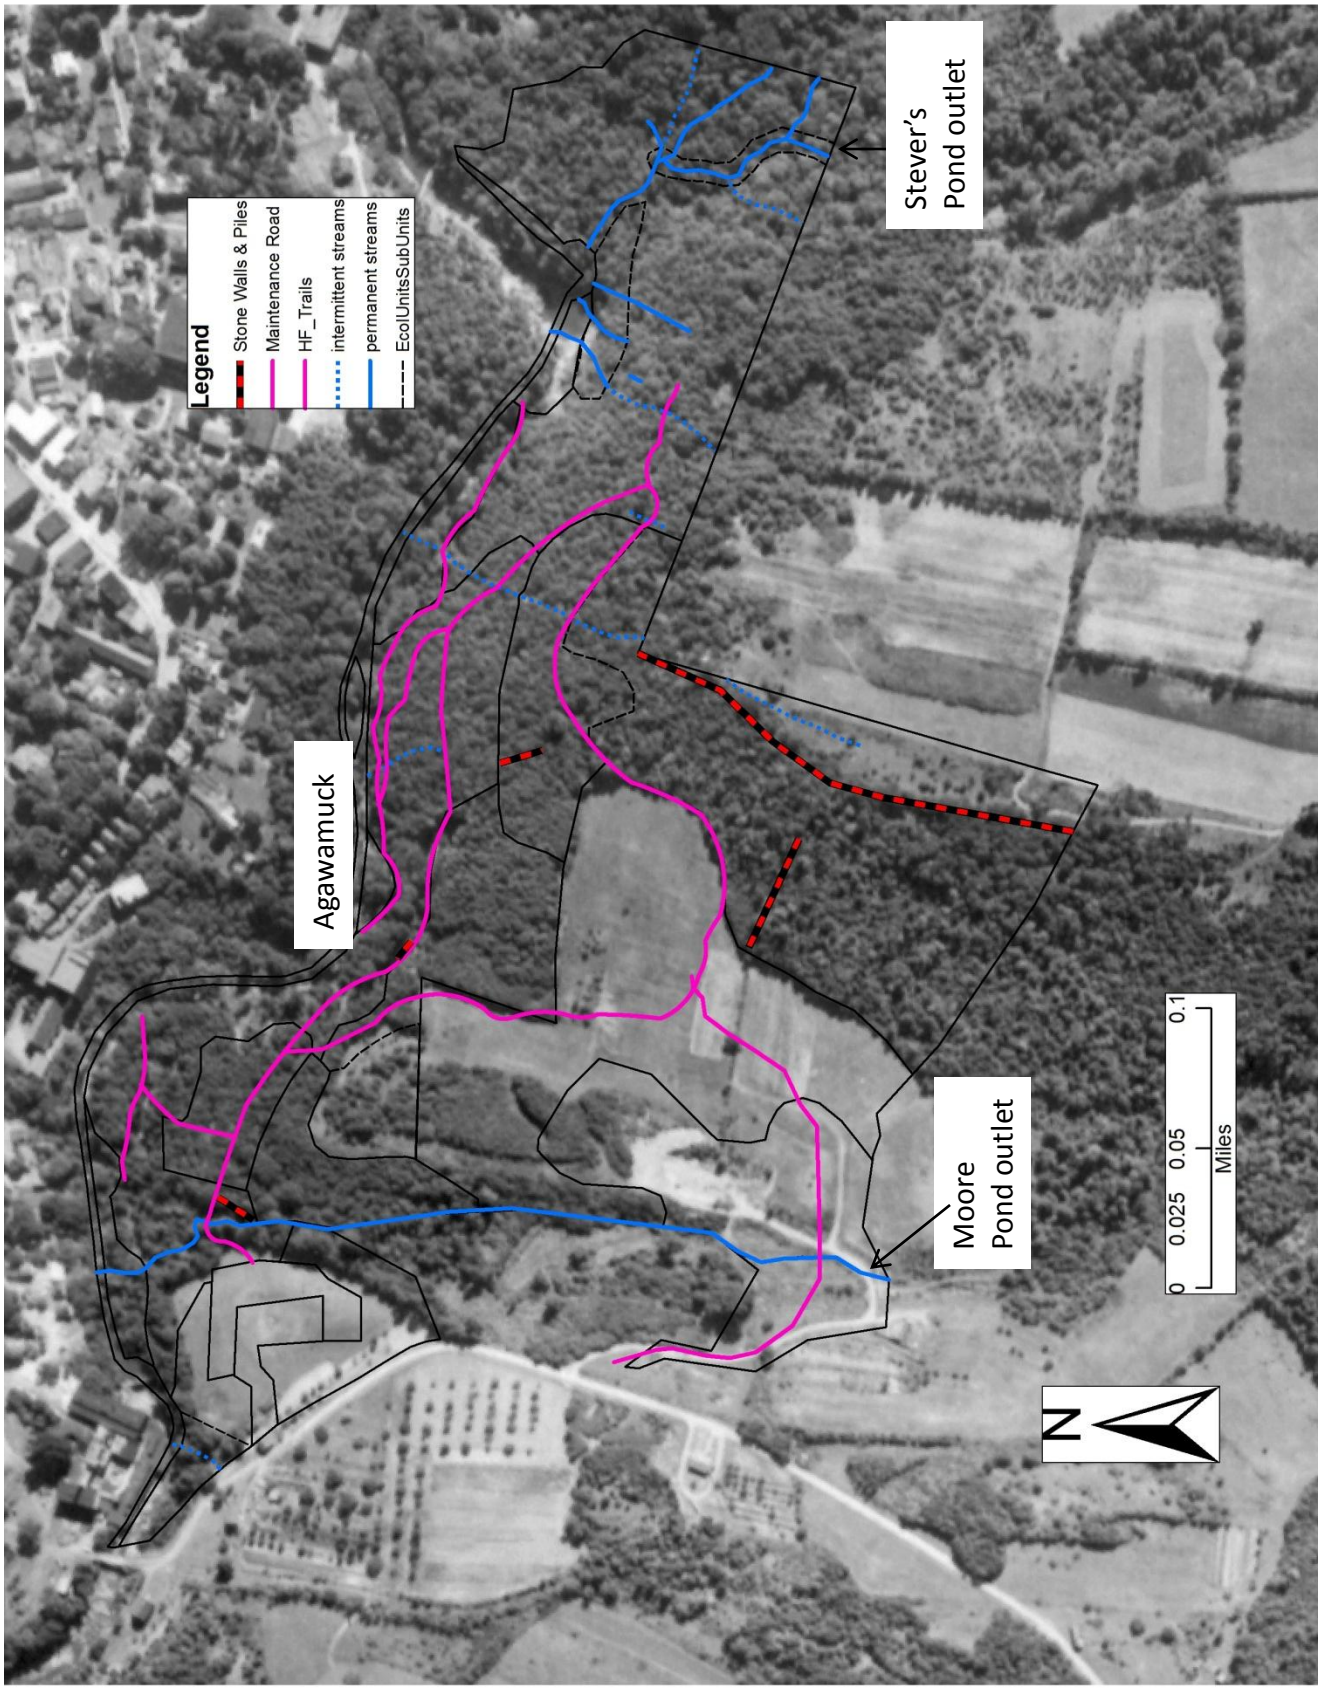 Legend
Stone Walls & Piles
Maintenance Road
HF_Trails
intermittent streams
permanent streams
EcolUnitsSubUnits
Stever’s
Pond outlet
Agawamuck
Moore
Pond outlet
0 0.025 0.05 0.1
Miles
N